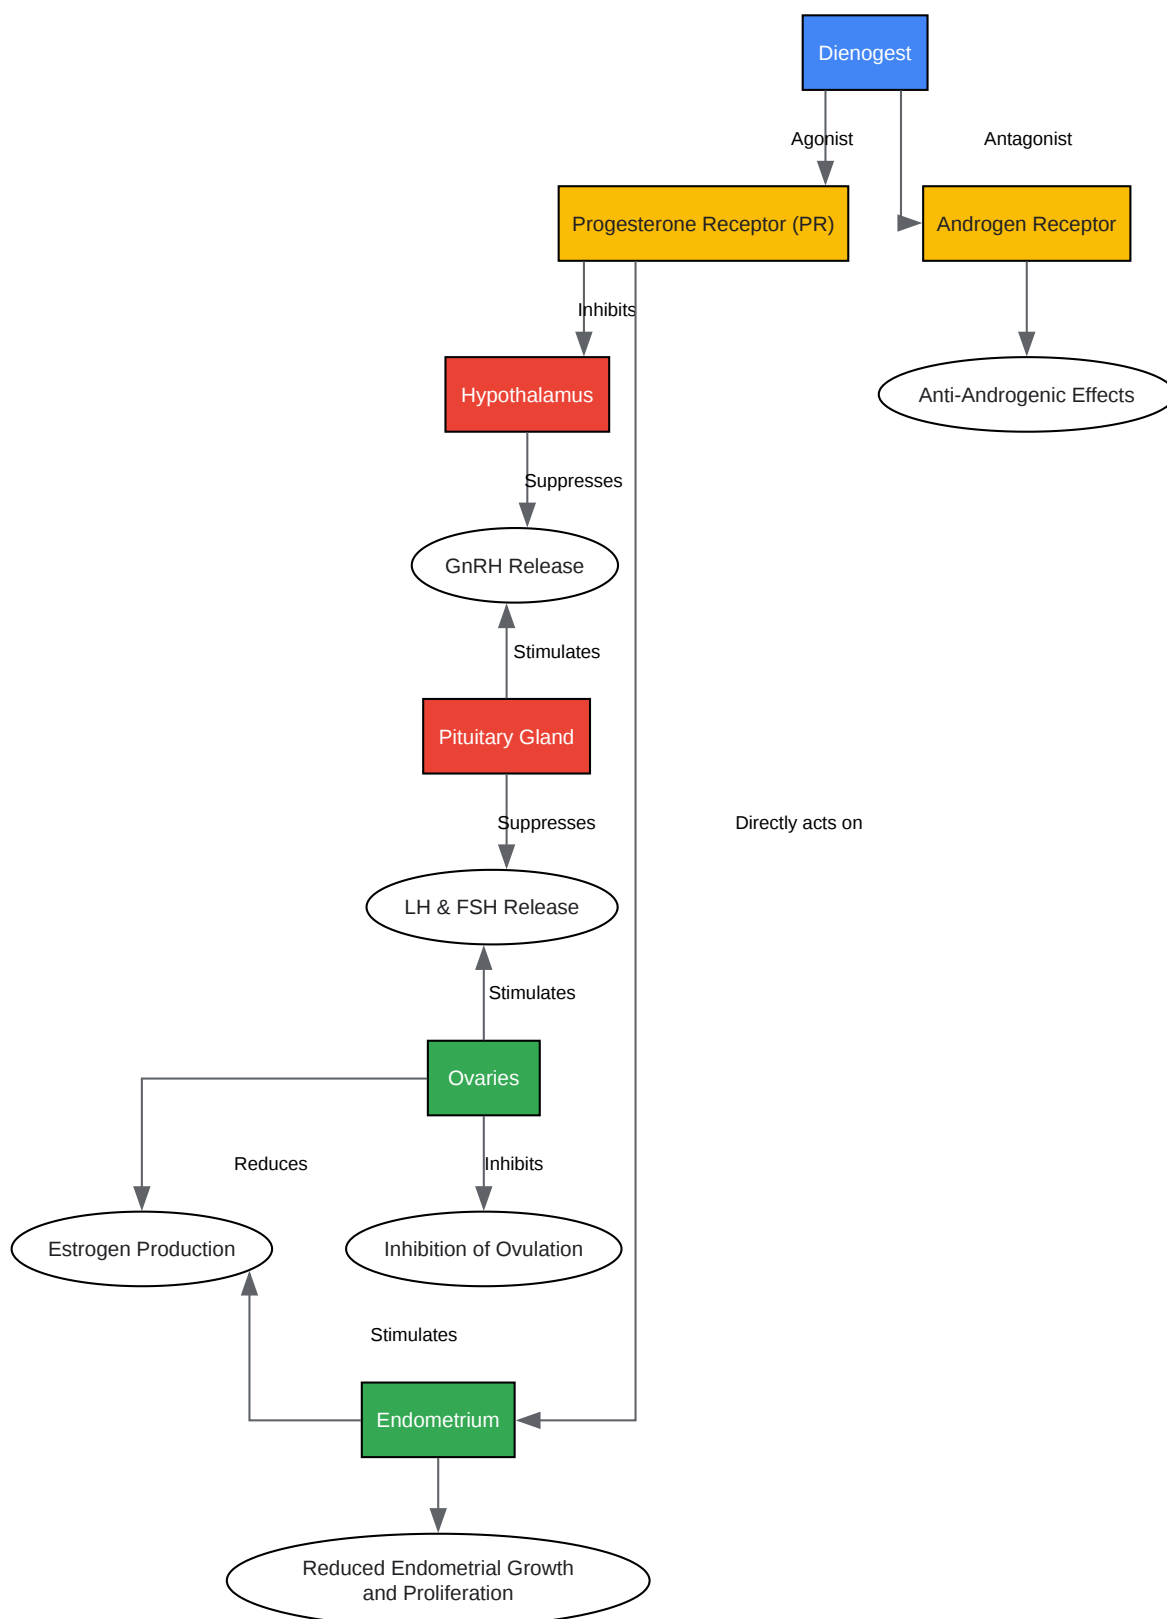 Dienogest
Agonist
Antagonist
Progesterone Receptor (PR)
Androgen Receptor
Inhibits
Hypothalamus
Anti-Androgenic Effects
Suppresses
GnRH Release
Stimulates
Pituitary Gland
Suppresses
Directly acts on
LH & FSH Release
Stimulates
Ovaries
Reduces
Inhibits
Estrogen Production
Inhibition of Ovulation
Stimulates
Endometrium
Reduced Endometrial Growth
and Proliferation